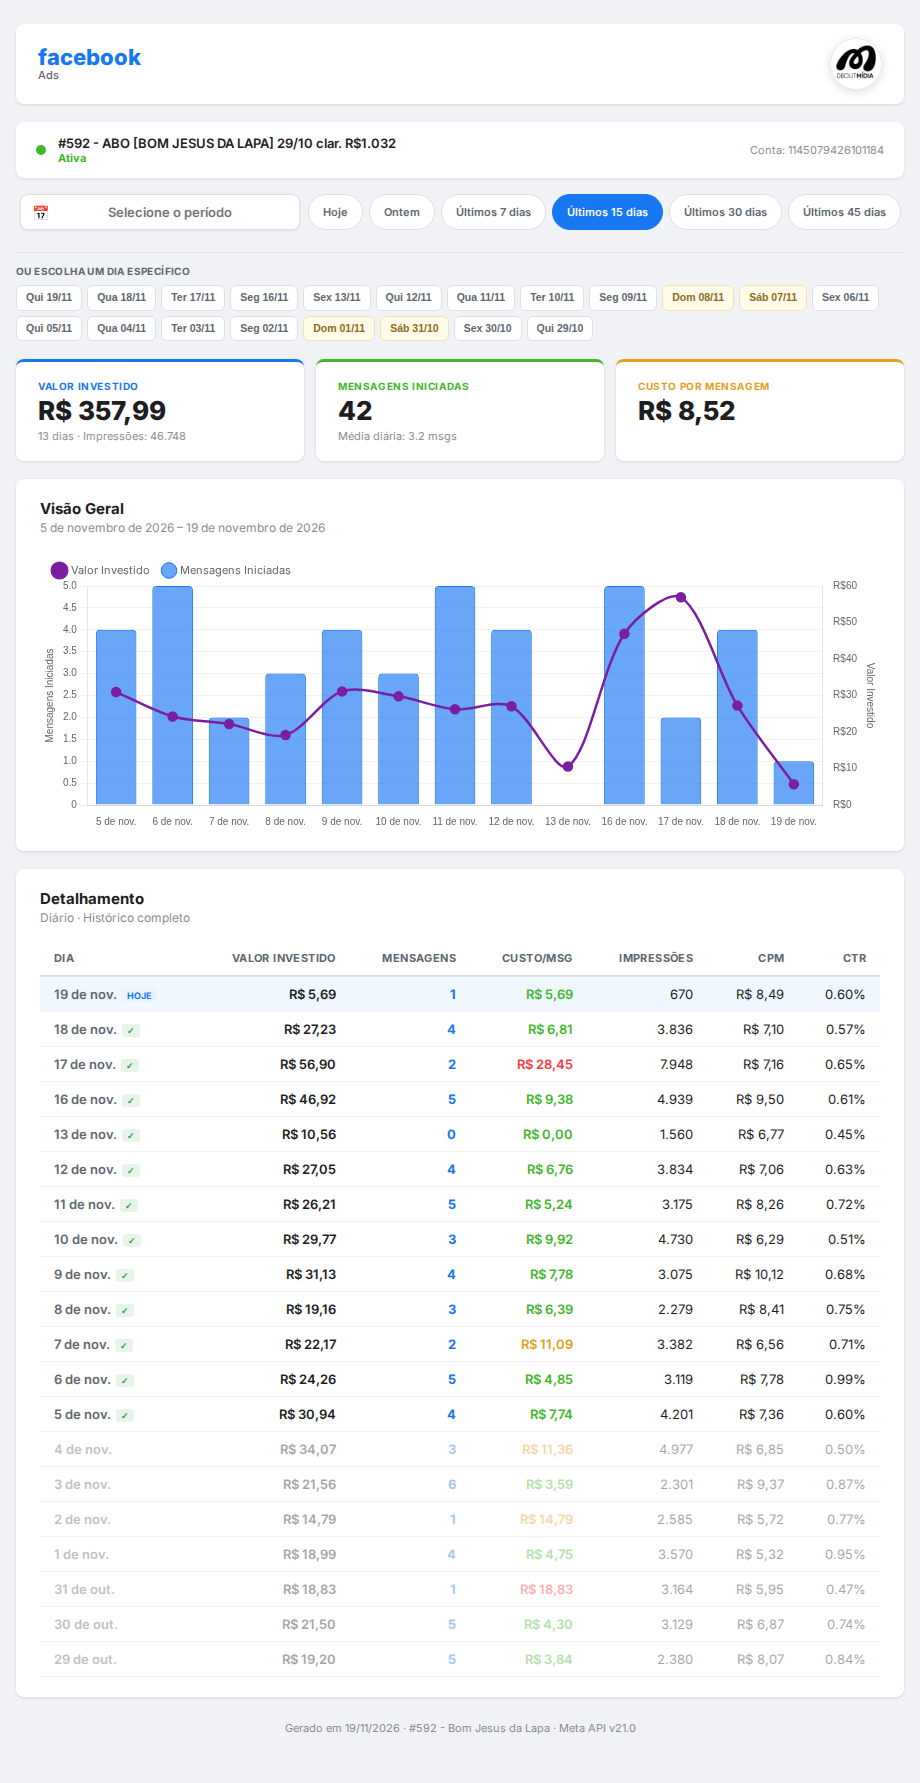 facebook
Ads
DBOUTMÍDIA
#592 - ABO [BOM JESUS DA LAPA] 29/10 clar. R$1.032
Ativa
Conta: 1145079426101184
Selecione o período
Hoje
Ontem
Últimos 7 dias
Últimos 15 dias
Últimos 30 dias
Últimos 45 dias
OU ESCOLHA UM DIA ESPECÍFICO
Qui 19/11 Qua 18/11 Ter 17/11 Seg 16/11 Sex 13/11 Qui 12/11 Qua 11/11 Ter 10/11 Seg 09/11 Dom 08/11 Sáb 07/11 Sex 06/11
Qui 05/11 Qua 04/11 Ter 03/11 Seg 02/11 Dom 01/11 Sáb 31/10 Sex 30/10 Qui 29/10
VALOR INVESTIDO
R$ 357,99
13 dias · Impressões: 46.748
MENSAGENS INICIADAS
42
Média diária: 3.2 msgs
CUSTO POR MENSAGEM
R$ 8,52
Visão Geral
5 de novembro de 2026 – 19 de novembro de 2026
Valor Investido Mensagens Iniciadas
Mensagens Iniciadas
5.0
4.5
4.0
3.5
3.0
2.5
2.0
1.5
1.0
0.5
0
R$60
R$50
R$40
R$30
R$20
R$10
R$0
Valor Investido
5 de nov. 6 de nov. 7 de nov. 8 de nov. 9 de nov. 10 de nov. 11 de nov. 12 de nov. 13 de nov. 16 de nov. 17 de nov. 18 de nov. 19 de nov.
Detalhamento
Diário · Histórico completo
DIA VALOR INVESTIDO MENSAGENS CUSTO/MSG IMPRESSÕES CPM CTR
19 de nov. HOJE R$ 5,69 1 R$ 5,69 670 R$ 8,49 0.60%
18 de nov. ✓ R$ 27,23 4 R$ 6,81 3.836 R$ 7,10 0.57%
17 de nov. ✓ R$ 56,90 2 R$ 28,45 7.948 R$ 7,16 0.65%
16 de nov. ✓ R$ 46,92 5 R$ 9,38 4.939 R$ 9,50 0.61%
13 de nov. ✓ R$ 10,56 0 R$ 0,00 1.560 R$ 6,77 0.45%
12 de nov. ✓ R$ 27,05 4 R$ 6,76 3.834 R$ 7,06 0.63%
11 de nov. ✓ R$ 26,21 5 R$ 5,24 3.175 R$ 8,26 0.72%
10 de nov. ✓ R$ 29,77 3 R$ 9,92 4.730 R$ 6,29 0.51%
9 de nov. ✓ R$ 31,13 4 R$ 7,78 3.075 R$ 10,12 0.68%
8 de nov. ✓ R$ 19,16 3 R$ 6,39 2.279 R$ 8,41 0.75%
7 de nov. ✓ R$ 22,17 2 R$ 11,09 3.382 R$ 6,56 0.71%
6 de nov. ✓ R$ 24,26 5 R$ 4,85 3.119 R$ 7,78 0.99%
5 de nov. ✓ R$ 30,94 4 R$ 7,74 4.201 R$ 7,36 0.60%
4 de nov. R$ 34,07 3 R$ 11,36 4.977 R$ 6,85 0.50%
3 de nov. R$ 21,56 6 R$ 3,59 2.301 R$ 9,37 0.87%
2 de nov. R$ 14,79 1 R$ 14,79 2.585 R$ 5,72 0.77%
1 de nov. R$ 18,99 4 R$ 4,75 3.570 R$ 5,32 0.95%
31 de out. R$ 18,83 1 R$ 18,83 3.164 R$ 5,95 0.47%
30 de out. R$ 21,50 5 R$ 4,30 3.129 R$ 6,87 0.74%
29 de out. R$ 19,20 5 R$ 3,84 2.380 R$ 8,07 0.84%
Gerado em 19/11/2026 · #592 - Bom Jesus da Lapa · Meta API v21.0